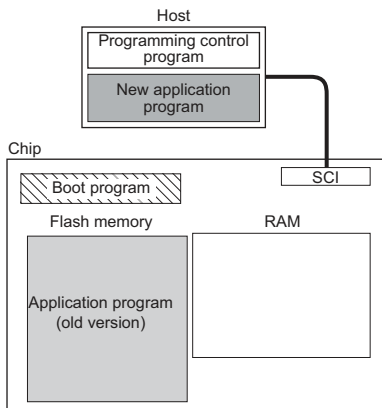 Host
Programming control
program
New application
program
Chip
SCI
Boot program
Flash memory
RAM
Application program
(old version)